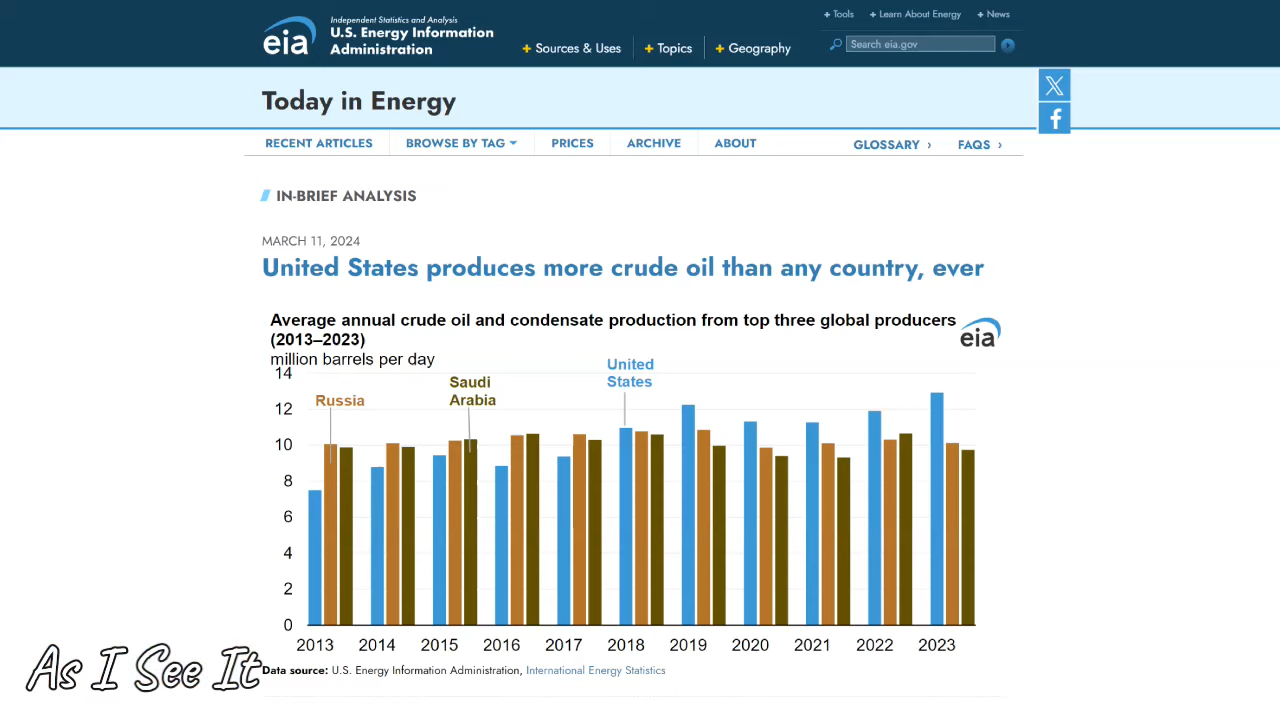 Independent Statistics and Analysis
U.S. Energy Information
Administration
eia
+ Tools
+ Learn About Energy
+ News
+ Sources & Uses
+ Topics
+ Geography
Search eia.gov
Today in Energy
RECENT ARTICLES
BROWSE BY TAG
PRICES
ARCHIVE
ABOUT
GLOSSARY ›
FAQS ›
IN-BRIEF ANALYSIS
MARCH 11, 2024
United States produces more crude oil than any country, ever
Average annual crude oil and condensate production from top three global producers
(2013–2023)
eia
million barrels per day
14
12
10
8
6
4
2
0
Russia
Saudi
Arabia
United
States
2013 2014 2015 2016 2017 2018 2019 2020 2021 2022 2023
Data source: U.S. Energy Information Administration, International Energy Statistics
As I See It